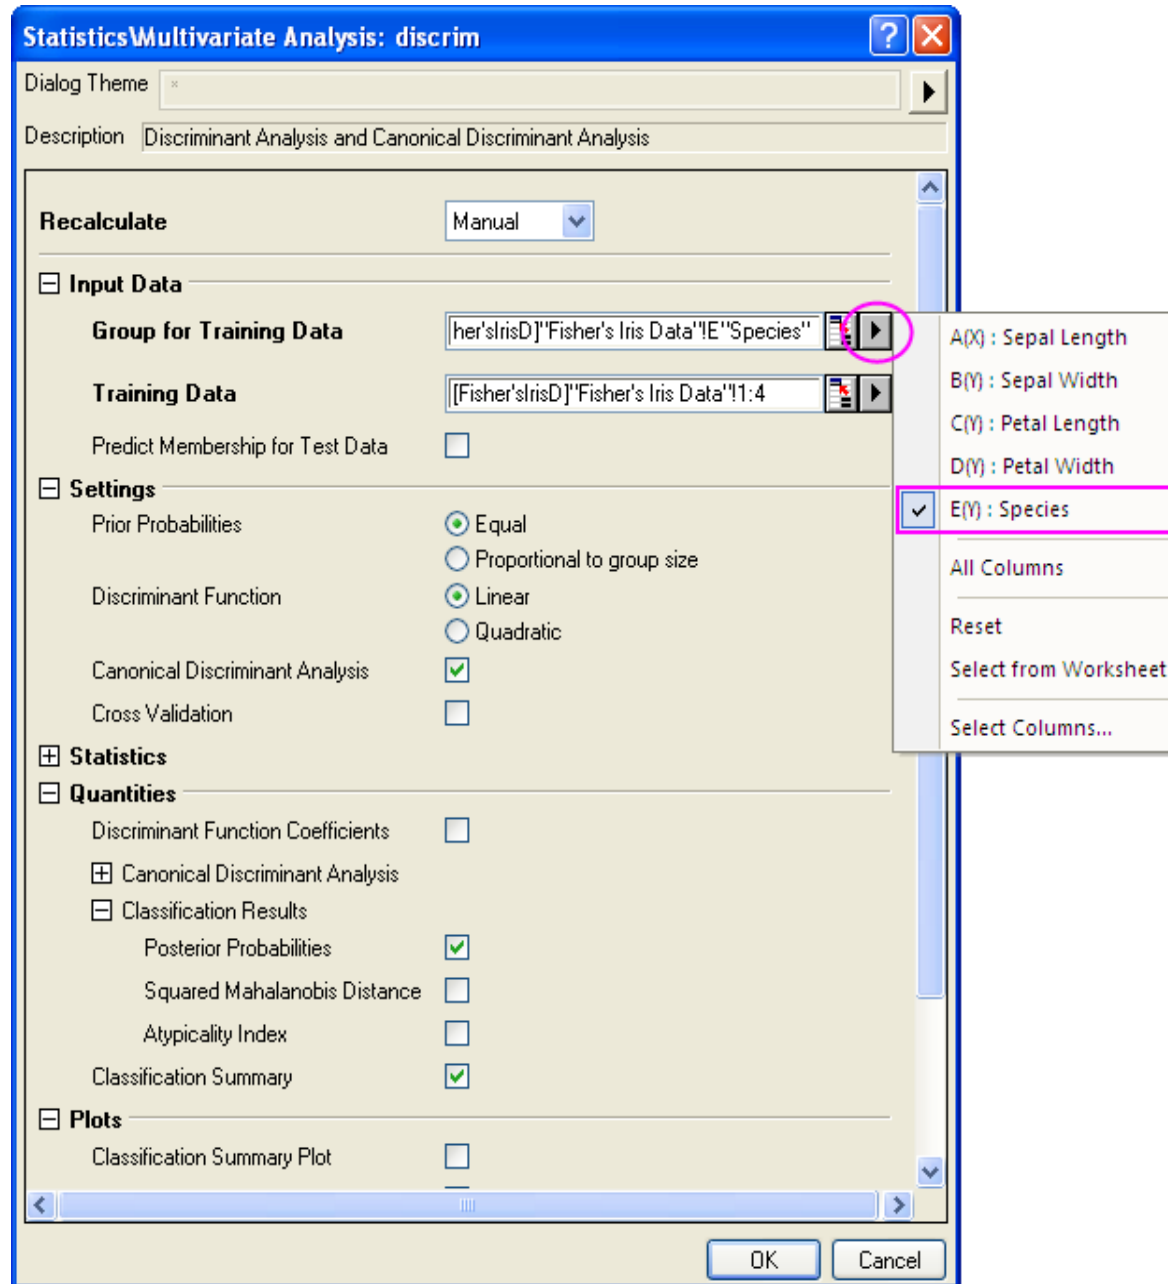 Statistics\Multivariate Analysis: discrim
Dialog Theme *
Description Discriminant Analysis and Canonical Discriminant Analysis
Recalculate Manual
Input Data
Group for Training Data her'sIrisD]"Fisher's Iris Data"!E"Species"
Training Data [Fisher'sIrisD]"Fisher's Iris Data"!1:4
Predict Membership for Test Data
Settings
Prior Probabilities Equal
Proportional to group size
Discriminant Function Linear
Quadratic
Canonical Discriminant Analysis
Cross Validation
Statistics
Quantities
Discriminant Function Coefficients
Canonical Discriminant Analysis
Classification Results
Posterior Probabilities
Squared Mahalanobis Distance
Atypicality Index
Classification Summary
Plots
Classification Summary Plot
OK Cancel
A(X) : Sepal Length
B(Y) : Sepal Width
C(Y) : Petal Length
D(Y) : Petal Width
E(Y) : Species
All Columns
Reset
Select from Worksheet
Select Columns...